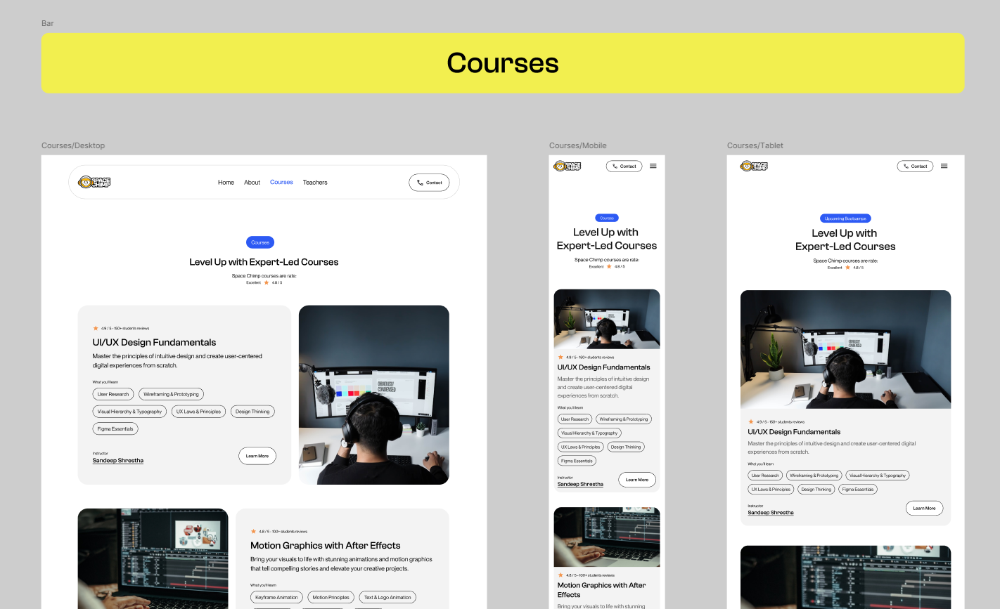 Bar
Courses
Courses/Desktop
SPACE
CHIMP
Home
About
Courses
Teachers
Contact
Courses
Level Up with Expert-Led Courses
Space Chimp courses are rate:
Excellent
4.8 / 5
4.9 / 5 - 150+ students reviews
UI/UX Design Fundamentals
Master the principles of intuitive design and create user-centered
digital experiences from scratch.
What you'll learn
User Research
Wireframing & Prototyping
Visual Hierarchy & Typography
UX Laws & Principles
Design Thinking
Figma Essentials
Instructor
Sandeep Shrestha
Learn More
OBVIOUSLY
CONDENSED
4.8 / 5 - 100+ students reviews
Motion Graphics with After Effects
Bring your visuals to life with stunning animations and motion graphics
that tell compelling stories and elevate your creative projects.
What you'll learn
Keyframe Animation
Motion Principles
Text & Logo Animation
Courses/Mobile
SPACE
CHIMP
Contact
Courses
Level Up with
Expert-Led Courses
Space Chimp courses are rate:
Excellent
4.8 / 5
4.9 / 5 - 150+ students reviews
UI/UX Design Fundamentals
Master the principles of intuitive design
and create user-centered digital
experiences from scratch.
What you'll learn
User Research
Wireframing & Prototyping
Visual Hierarchy & Typography
UX Laws & Principles
Design Thinking
Figma Essentials
Instructor
Sandeep Shrestha
Learn More
4.8 / 5 - 100+ students reviews
Motion Graphics with After
Effects
Bring your visuals to life with stunning
Courses/Tablet
SPACE
CHIMP
Contact
Upcoming Bootcamps
Level Up with
Expert-Led Courses
Space Chimp courses are rate:
Excellent
4.8 / 5
OBVIOUSLY
CONDENSED
4.9 / 5 - 150+ students reviews
UI/UX Design Fundamentals
Master the principles of intuitive design and create user-centered digital
experiences from scratch.
What you'll learn
User Research
Wireframing & Prototyping
Visual Hierarchy & Typography
UX Laws & Principles
Design Thinking
Figma Essentials
Instructor
Sandeep Shrestha
Learn More